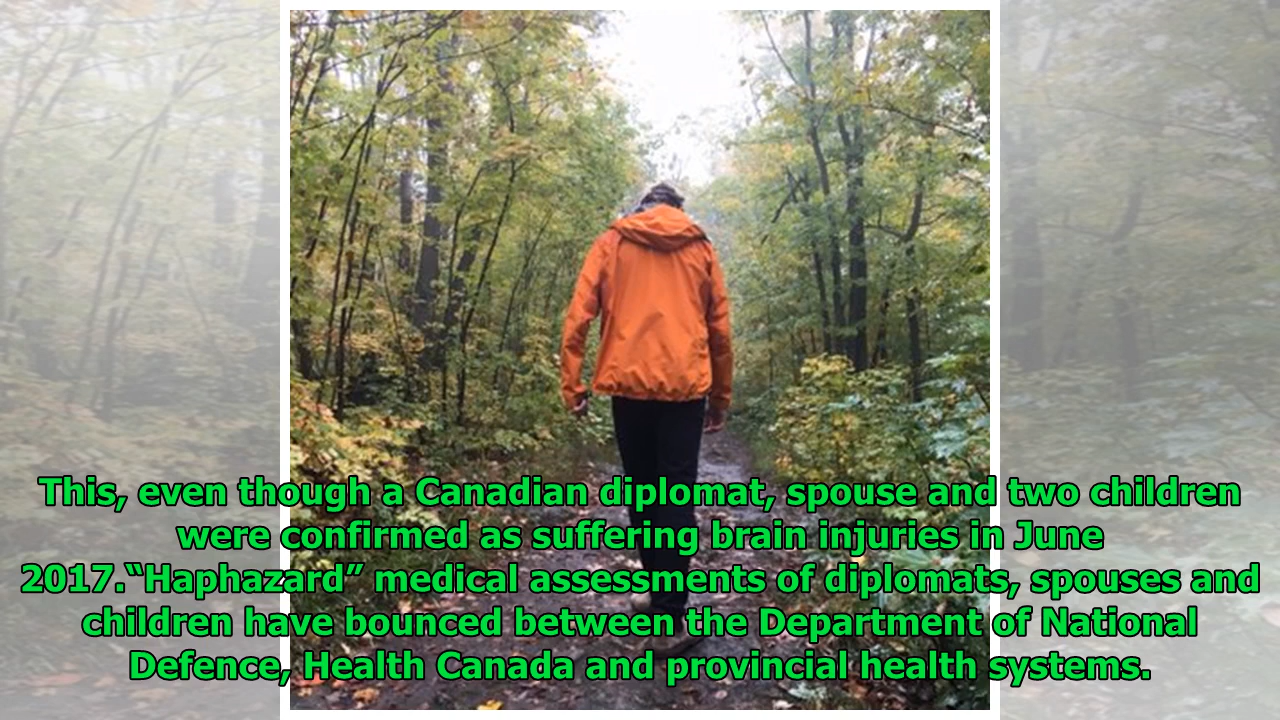 This, even though a Canadian diplomat, spouse and two children
were confirmed as suffering brain injuries in June
2017.“Haphazard” medical assessments of diplomats, spouses and
children have bounced between the Department of National
Defence, Health Canada and provincial health systems.